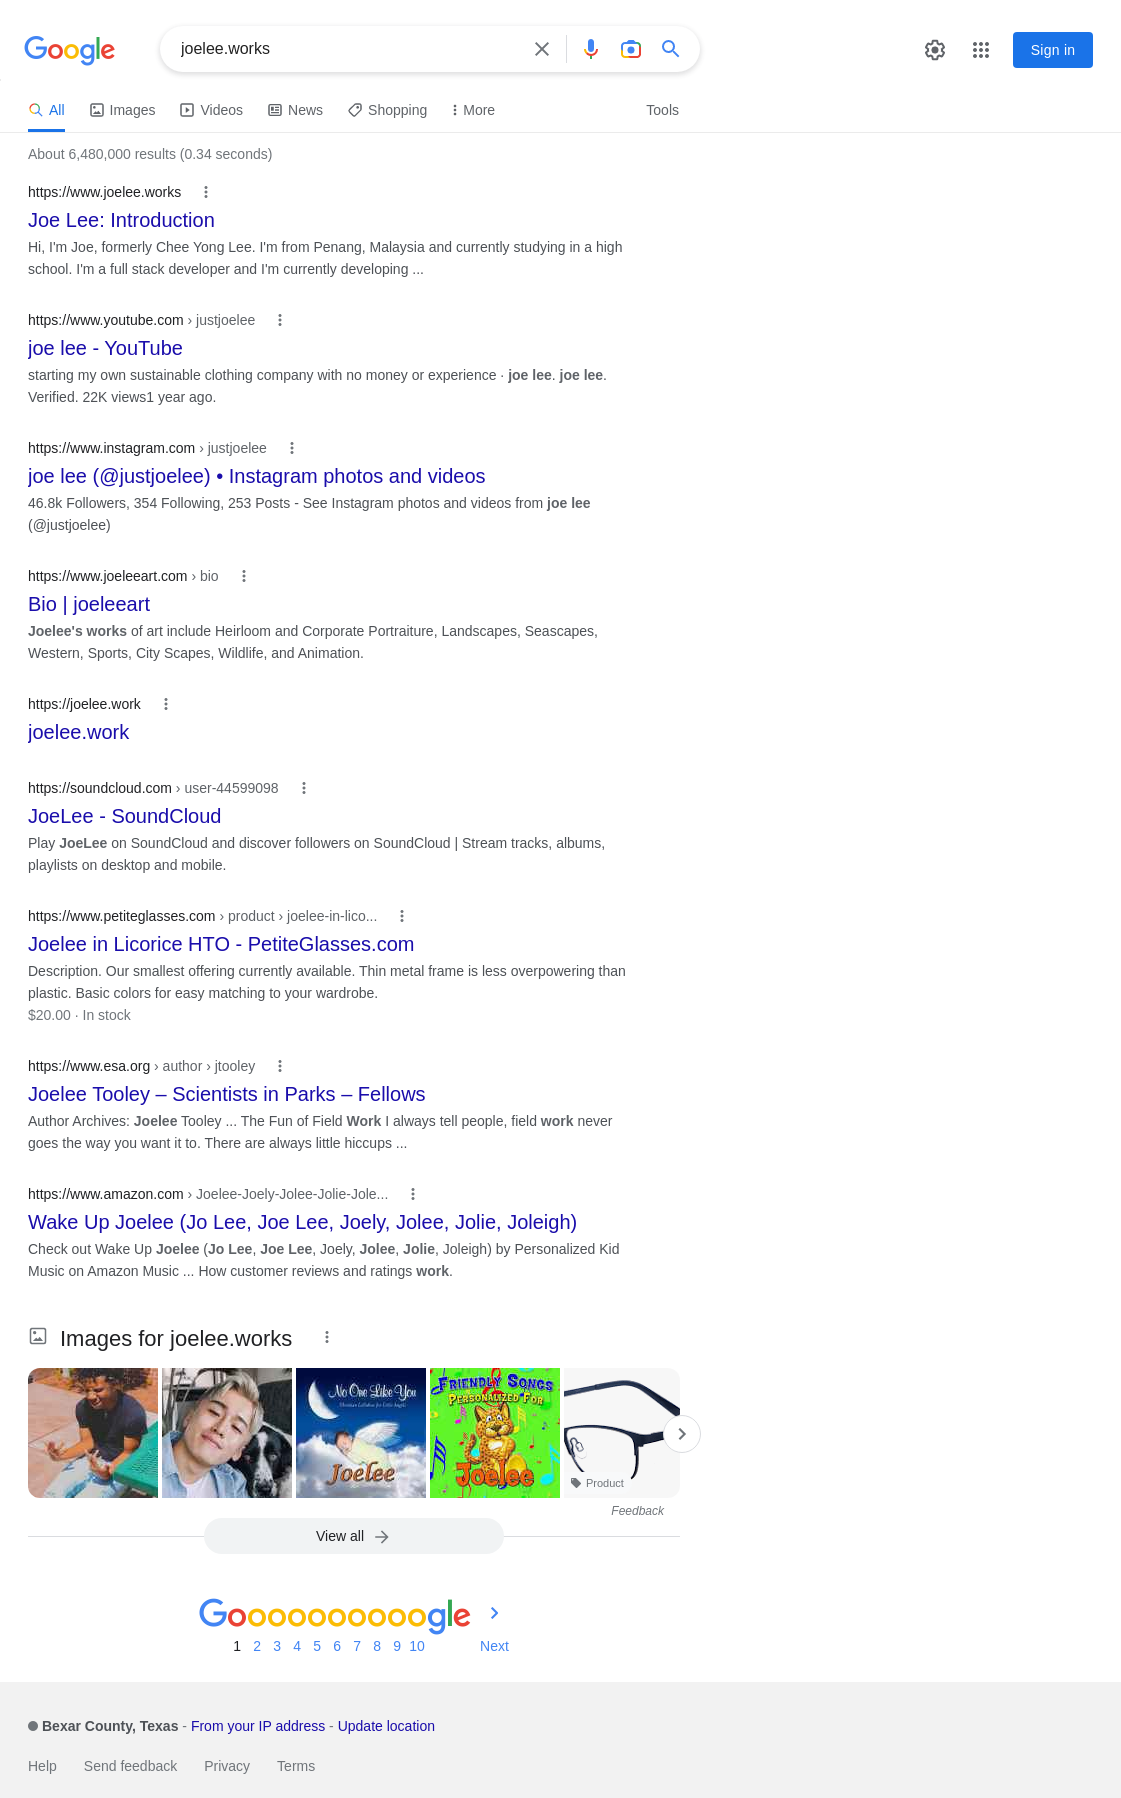 Google
joelee.works
Sign in
All
Images
Videos
News
Shopping
More
Tools
About 6,480,000 results (0.34 seconds)
https://www.joelee.works
Joe Lee: Introduction
Hi, I'm Joe, formerly Chee Yong Lee. I'm from Penang, Malaysia and currently studying in a high
school. I'm a full stack developer and I'm currently developing ...
https://www.youtube.com › justjoelee
joe lee - YouTube
starting my own sustainable clothing company with no money or experience · joe lee. joe lee.
Verified. 22K views1 year ago.
https://www.instagram.com › justjoelee
joe lee (@justjoelee) • Instagram photos and videos
46.8k Followers, 354 Following, 253 Posts - See Instagram photos and videos from joe lee
(@justjoelee)
https://www.joeleeart.com › bio
Bio | joeleeart
Joelee's works of art include Heirloom and Corporate Portraiture, Landscapes, Seascapes,
Western, Sports, City Scapes, Wildlife, and Animation.
https://joelee.work
joelee.work
https://soundcloud.com › user-44599098
JoeLee - SoundCloud
Play JoeLee on SoundCloud and discover followers on SoundCloud | Stream tracks, albums,
playlists on desktop and mobile.
https://www.petiteglasses.com › product › joelee-in-lico...
Joelee in Licorice HTO - PetiteGlasses.com
Description. Our smallest offering currently available. Thin metal frame is less overpowering than
plastic. Basic colors for easy matching to your wardrobe.
$20.00 · In stock
https://www.esa.org › author › jtooley
Joelee Tooley – Scientists in Parks – Fellows
Author Archives: Joelee Tooley ... The Fun of Field Work I always tell people, field work never
goes the way you want it to. There are always little hiccups ...
https://www.amazon.com › Joelee-Joely-Jolee-Jolie-Jole...
Wake Up Joelee (Jo Lee, Joe Lee, Joely, Jolee, Jolie, Joleigh)
Check out Wake Up Joelee (Jo Lee, Joe Lee, Joely, Jolee, Jolie, Joleigh) by Personalized Kid
Music on Amazon Music ... How customer reviews and ratings work.
Images for joelee.works
No One Like You
Christian Lullabies for Little Angels
Joelee
FRIENDLY SONGS
PERSONALIZED FOR
Joelee
Product
Feedback
View all
Goooooooooogle
1 2 3 4 5 6 7 8 9 10 Next
Bexar County, Texas - From your IP address - Update location
Help Send feedback Privacy Terms